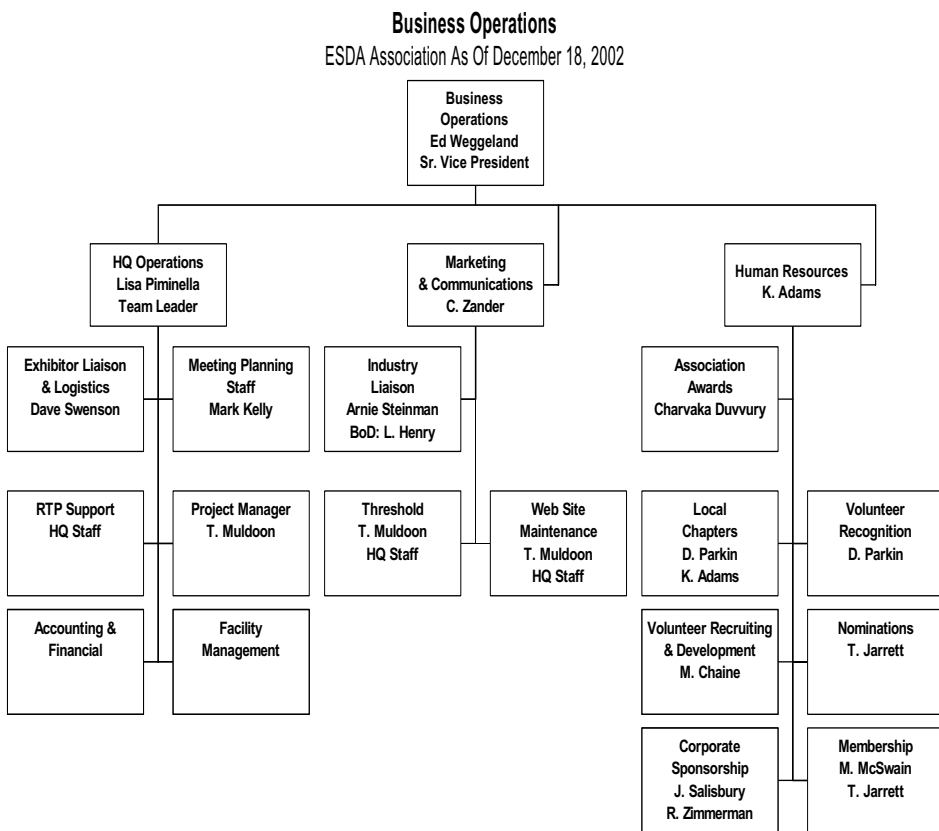 Business Operations
ESDA Association As Of December 18, 2002
Business
Operations
Ed Weggeland
Sr. Vice President
HQ Operations
Lisa Piminella
Team Leader
Marketing
& Communications
C. Zander
Human Resources
K. Adams
Exhibitor Liaison
& Logistics
Dave Swenson
Meeting Planning
Staff
Mark Kelly
Industry
Liaison
Arnie Steinman
BoD: L. Henry
Association
Awards
Charvaka Duvvury
RTP Support
HQ Staff
Project Manager
T. Muldoon
Threshold
T. Muldoon
HQ Staff
Web Site
Maintenance
T. Muldoon
HQ Staff
Local
Chapters
D. Parkin
K. Adams
Volunteer
Recognition
D. Parkin
Accounting &
Financial
Facility
Management
Volunteer Recruiting
& Development
M. Chaine
Nominations
T. Jarrett
Corporate
Sponsorship
J. Salisbury
R. Zimmerman
Membership
M. McSwain
T. Jarrett